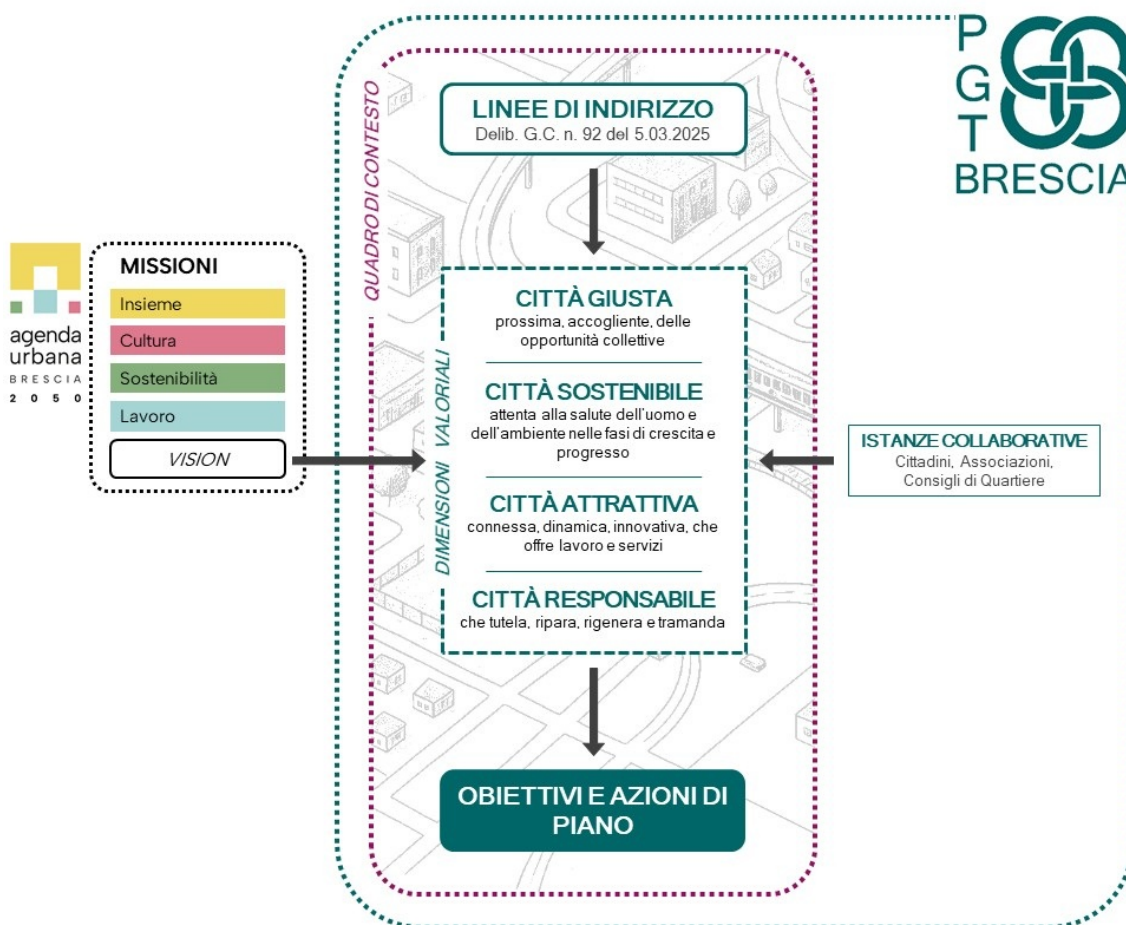 P
G
T
BRESCIA
QUADRO DI CONTESTO
LINEE DI INDIRIZZO
Delib. G.C. n. 92 del 5.03.2025
agenda
urbana
BRESCIA
2050
MISSIONI
Insieme
Cultura
Sostenibilità
Lavoro
VISION
DIMENSIONI VALORIALI
CITTÀ GIUSTA
prossima, accogliente, delle
opportunità collettive
CITTÀ SOSTENIBILE
attenta alla salute dell'uomo e
dell'ambiente nelle fasi di crescita e
progresso
CITTÀ ATTRATTIVA
connessa, dinamica, innovativa, che
offre lavoro e servizi
CITTÀ RESPONSABILE
che tutela, ripara, rigenera e tramanda
ISTANZE COLLABORATIVE
Cittadini, Associazioni,
Consigli di Quartiere
OBIETTIVI E AZIONI DI
PIANO